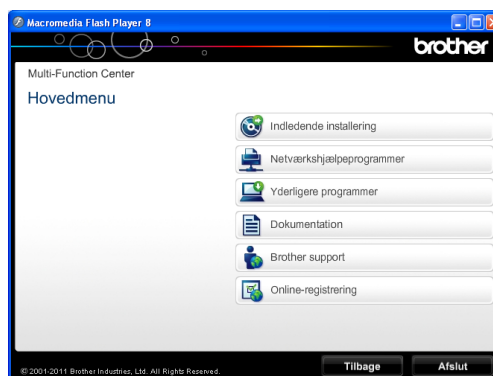 Macromedia Flash Player 8
brother
Multi-Function Center
Hovedmenu
Indledende installering
Netværkshjælpeprogrammer
Yderligere programmer
Dokumentation
Brother support
Online-registrering
© 2001-2011 Brother Industries, Ltd. All Rights Reserved.
Tilbage
Afslut